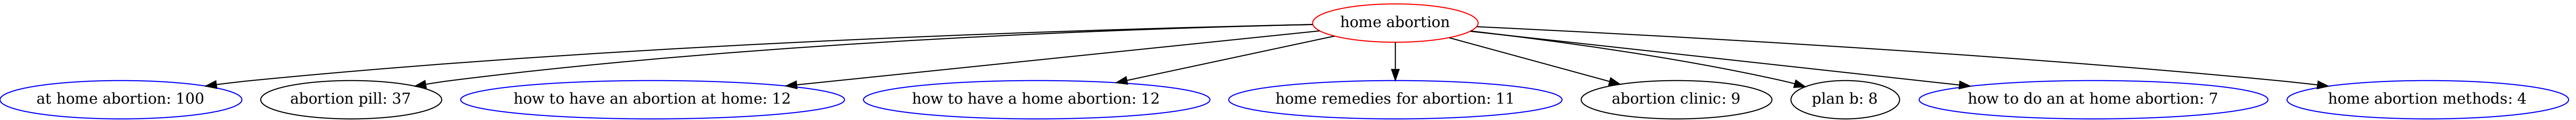 home abortion
at home abortion: 100
abortion pill: 37
how to have an abortion at home: 12
how to have a home abortion: 12
home remedies for abortion: 11
abortion clinic: 9
plan b: 8
how to do an at home abortion: 7
home abortion methods: 4